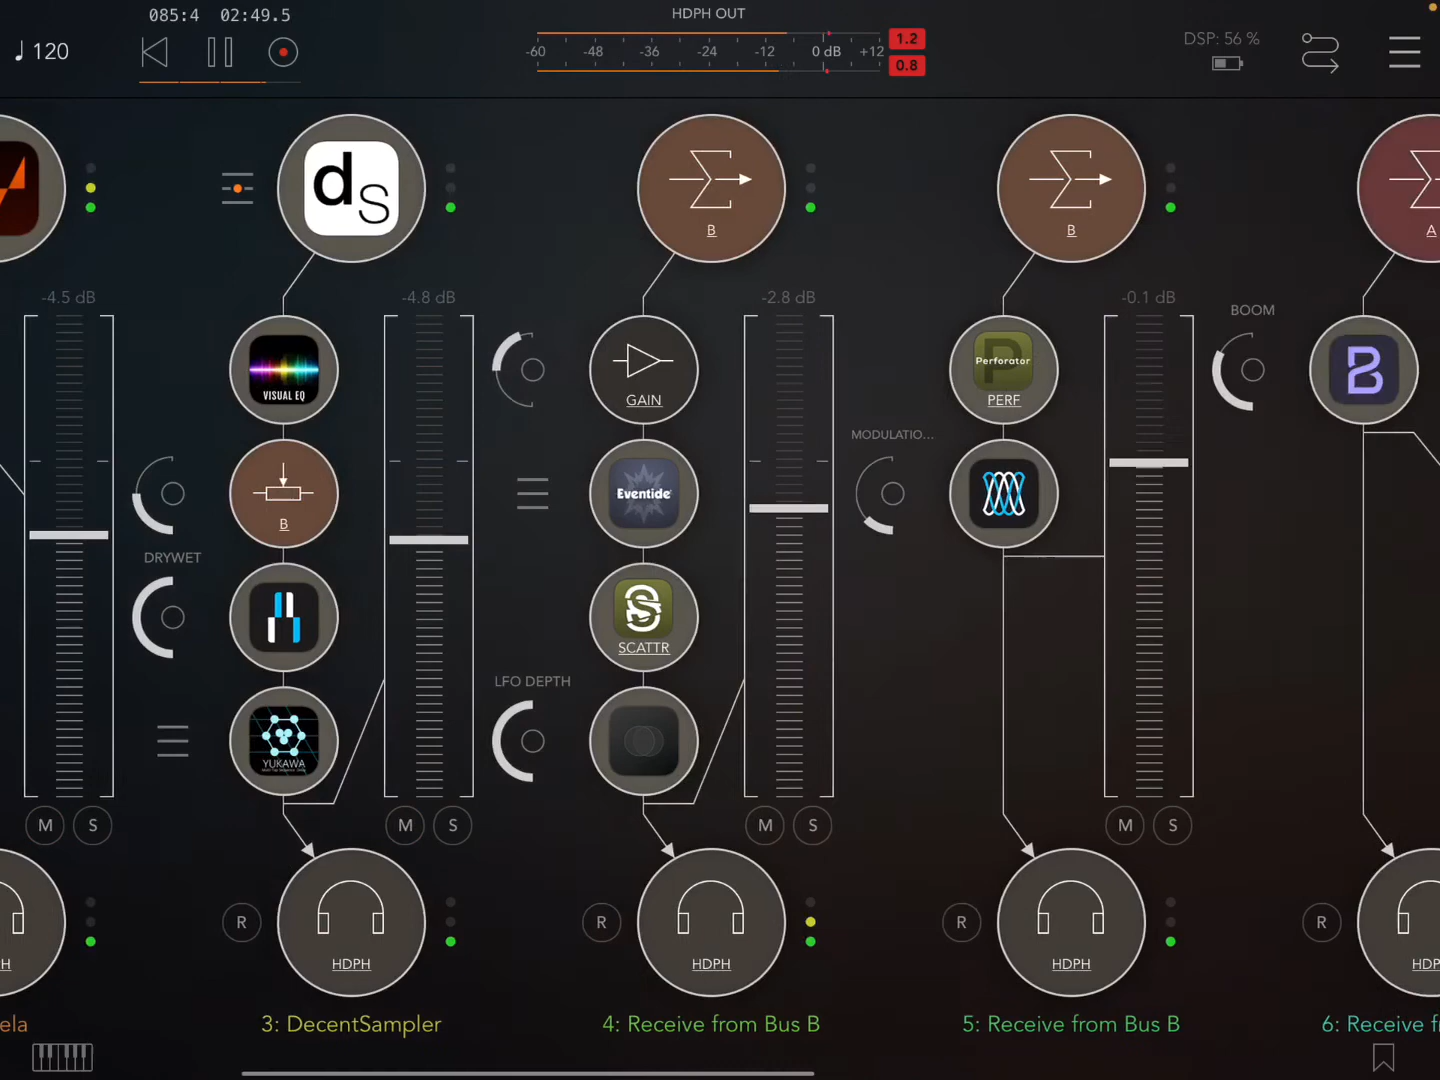 085:4 02:49.5
HDPH OUT
120
-60 -48 -36 -24 -12 0 dB +12
1.2
0.8
DSP: 56 %
ds
B
B
A
-4.5 dB
-4.8 dB
-2.8 dB
-0.1 dB
BOOM
VISUAL EQ
GAIN
Perforator
PERF
B
MODULATIO...
B
Eventide
DRYWET
SCATTR
LFO DEPTH
YUKAWA
M S
M S
M S
M S
R
R
R
R
H
HDPH
HDPH
HDPH
HDP
ela
3: DecentSampler
4: Receive from Bus B
5: Receive from Bus B
6: Receive fr